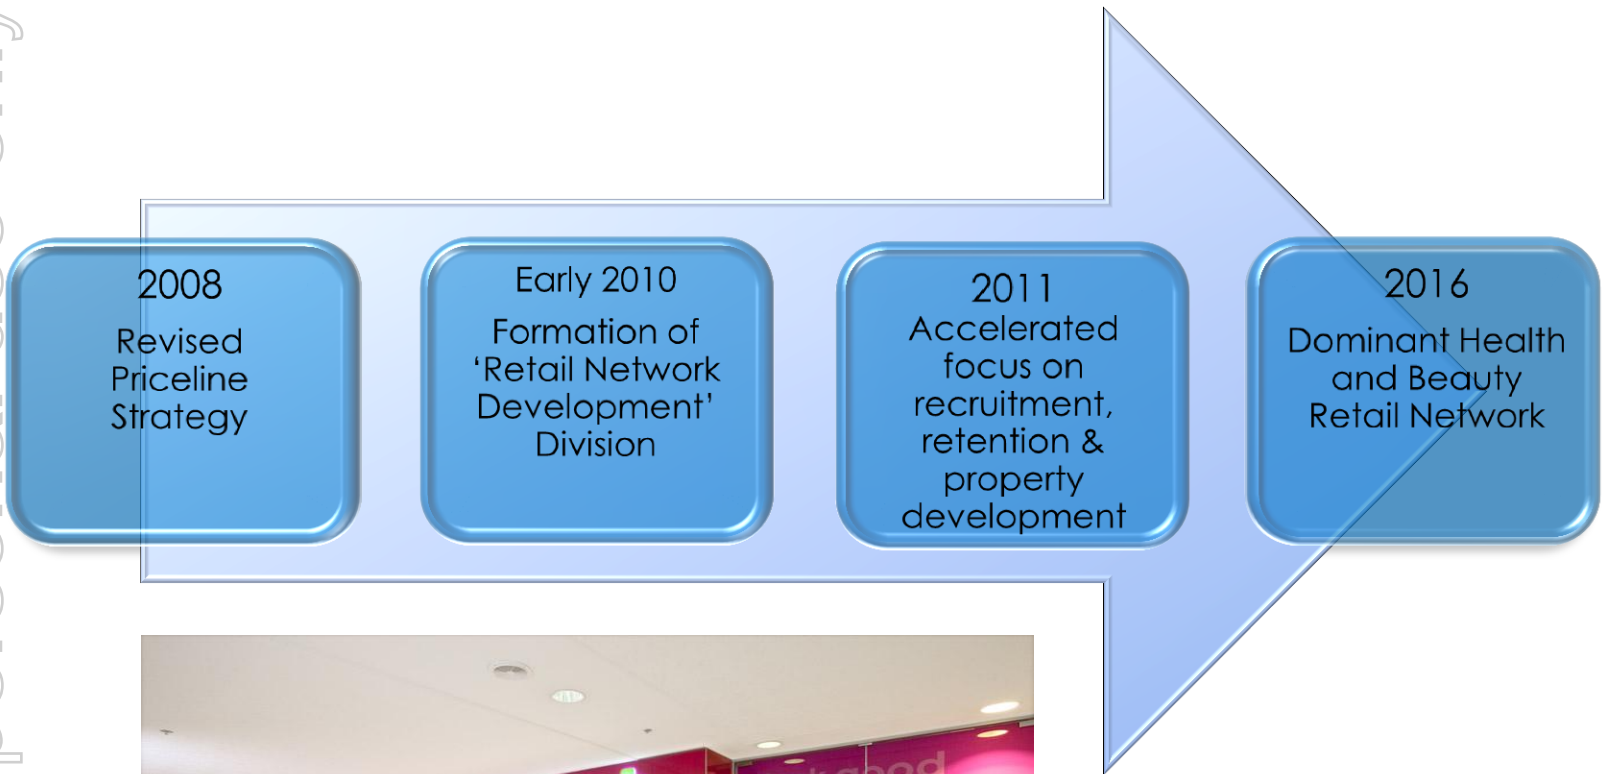 2008
Revised
Priceline
Strategy
Early 2010
Formation of
‘Retail Network
Development’
Division
2011
Accelerated
focus on
recruitment,
retention &
property
development
2016
Dominant Health
and Beauty
Retail Network
good